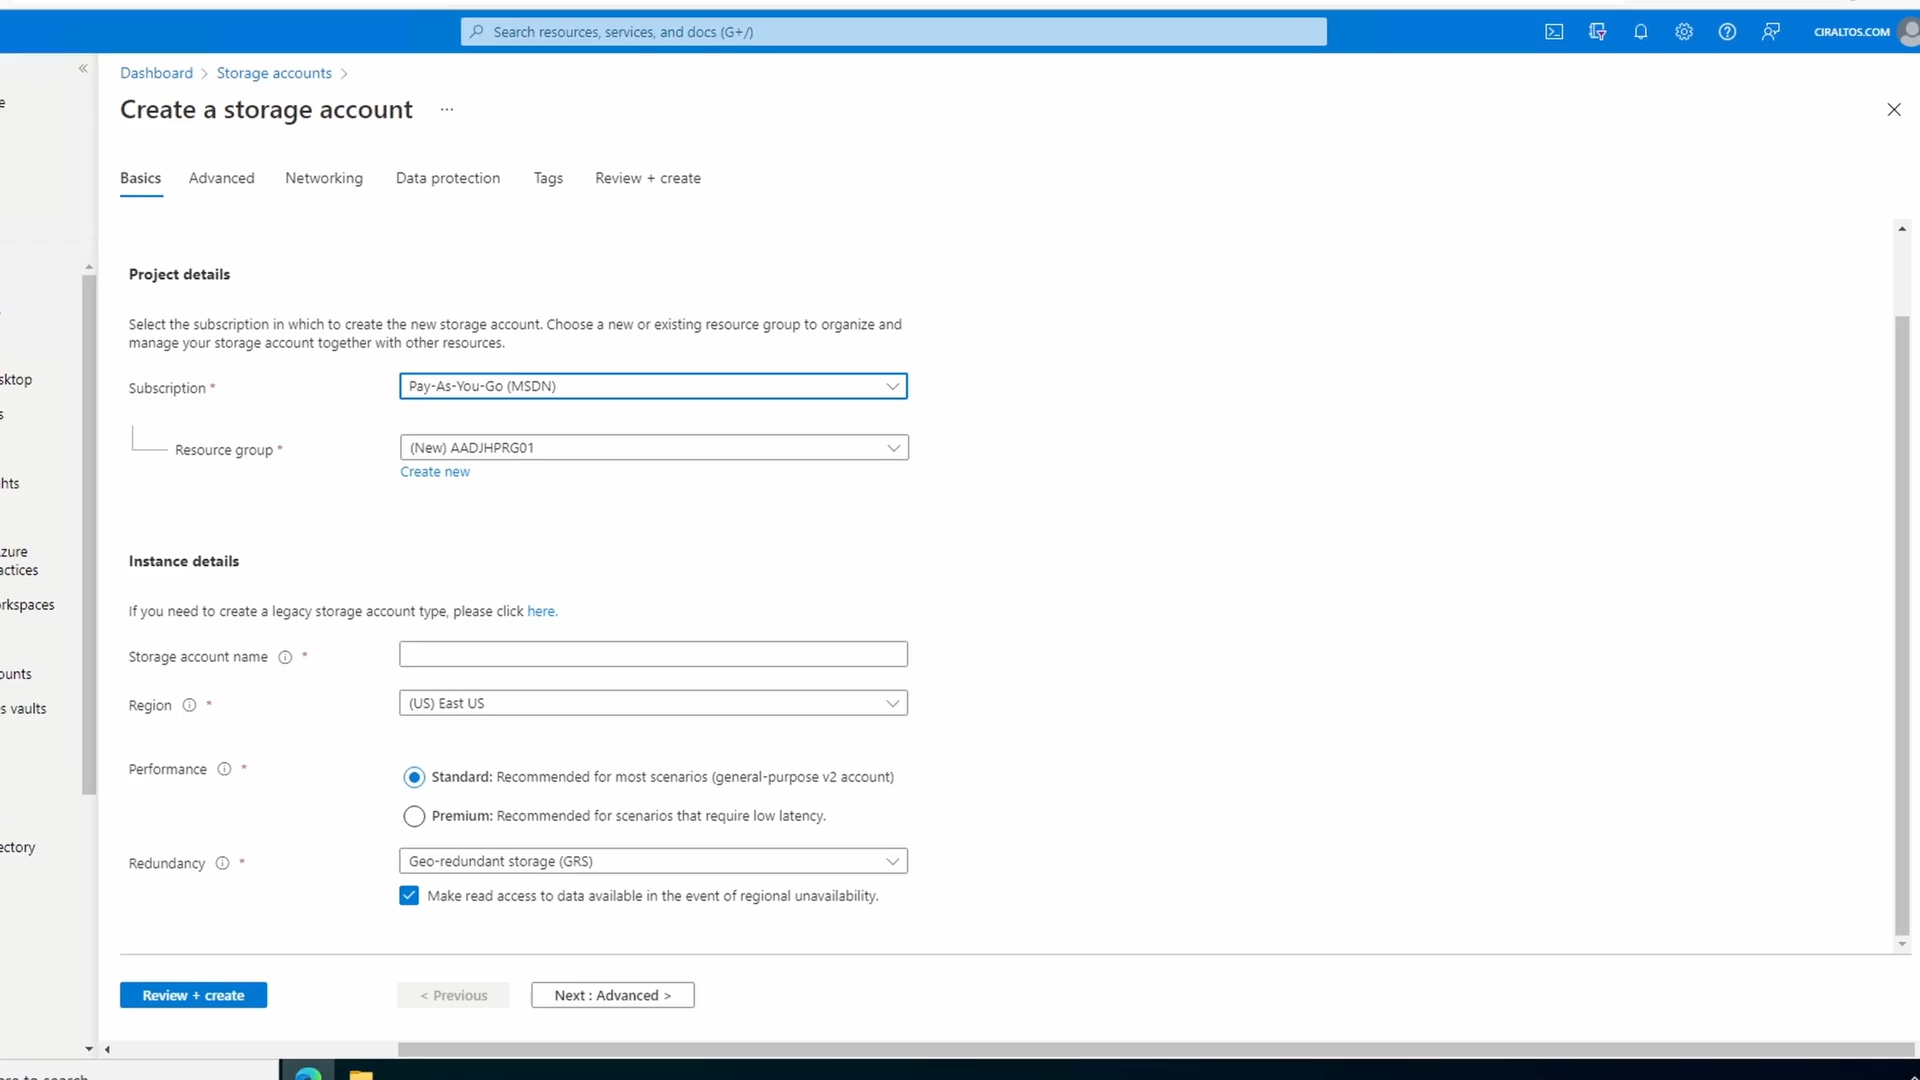 Search resources, services, and docs (G+/)
CIRALTOS.COM
Dashboard > Storage accounts >
Create a storage account ...
Basics Advanced Networking Data protection Tags Review + create
Project details
Select the subscription in which to create the new storage account. Choose a new or existing resource group to organize and
manage your storage account together with other resources.
Subscription *
Pay-As-You-Go (MSDN)
Resource group *
(New) AADJHPRG01
Create new
Instance details
If you need to create a legacy storage account type, please click here.
Storage account name *
Region *
(US) East US
Performance *
Standard: Recommended for most scenarios (general-purpose v2 account)
Premium: Recommended for scenarios that require low latency.
Redundancy *
Geo-redundant storage (GRS)
Make read access to data available in the event of regional unavailability.
Review + create
< Previous
Next : Advanced >
e
sktop
s
hts
zure
actices
rkspaces
ounts
s vaults
ectory
ere to search